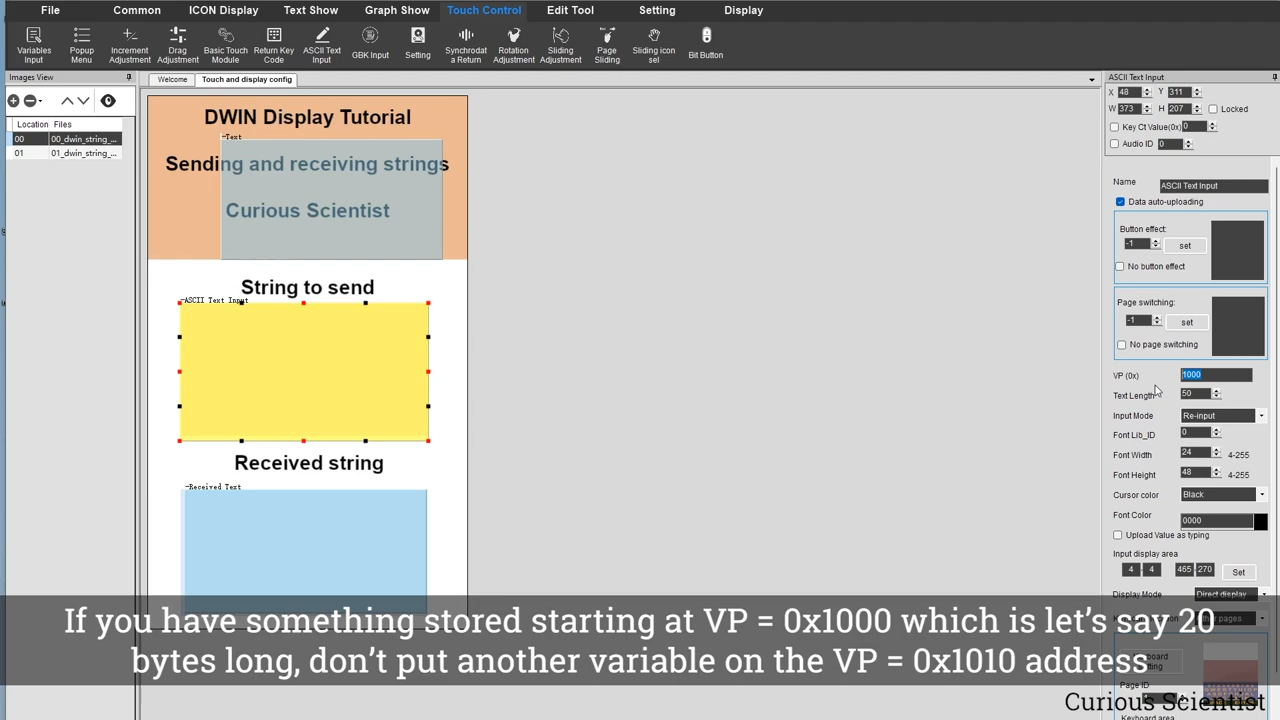 File Common ICON Display Text Show Graph Show Touch Control Edit Tool Setting Display
Variables Input
Popup Menu
Increment Adjustment
Drag Adjustment
Basic Touch Module
Return Key Code
ASCII Text Input
GBK Input
Setting
Synchrodat a Return
Rotation Adjustment
Sliding Adjustment
Page Sliding
Sliding icon sel
Bit Button
Images View
Welcome Touch and display config
Location Files
00 00_dwin_string_...
01 01_dwin_string_...
DWIN Display Tutorial
Text
Sending and receiving strings
Curious Scientist
String to send
ASCII Text Input
Received string
Received Text
ASCII Text Input
X 48 Y 311
W 373 H 207 Locked
Key Ct Value(0x) 0
Audio ID 0
Name ASCII Text Input
Data auto-uploading
Button effect:
-1 set
No button effect
Page switching:
-1 set
No page switching
VP (0x) 1000
Text Length 50
Input Mode Re-input
Font Lib_ID 0
Font Width 24 4-255
Font Height 48 4-255
Cursor color Black
Font Color 0000
Upload Value as typing
Input display area
4 4 465 270 Set
Display Mode Direct display
If you have something stored starting at VP = 0x1000 which is let's say 20
bytes long, don't put another variable on the VP = 0x1010 address
Page ID
Curious Scientist
Keyboard area